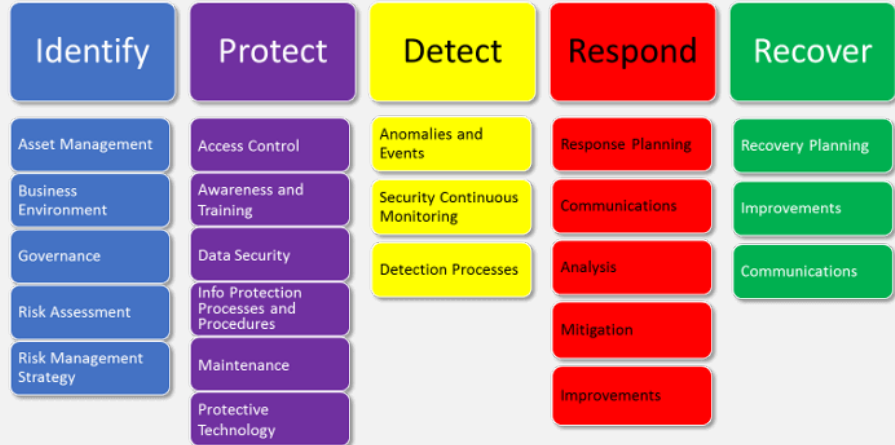 Identify
Protect
Detect
Respond
Recover
Asset Management
Business
Environment
Governance
Risk Assessment
Risk Management
Strategy
Access Control
Awareness and
Training
Data Security
Info Protection
Processes and
Procedures
Maintenance
Protective
Technology
Anomalies and
Events
Security Continuous
Monitoring
Detection Processes
Response Planning
Communications
Analysis
Mitigation
Improvements
Recovery Planning
Improvements
Communications